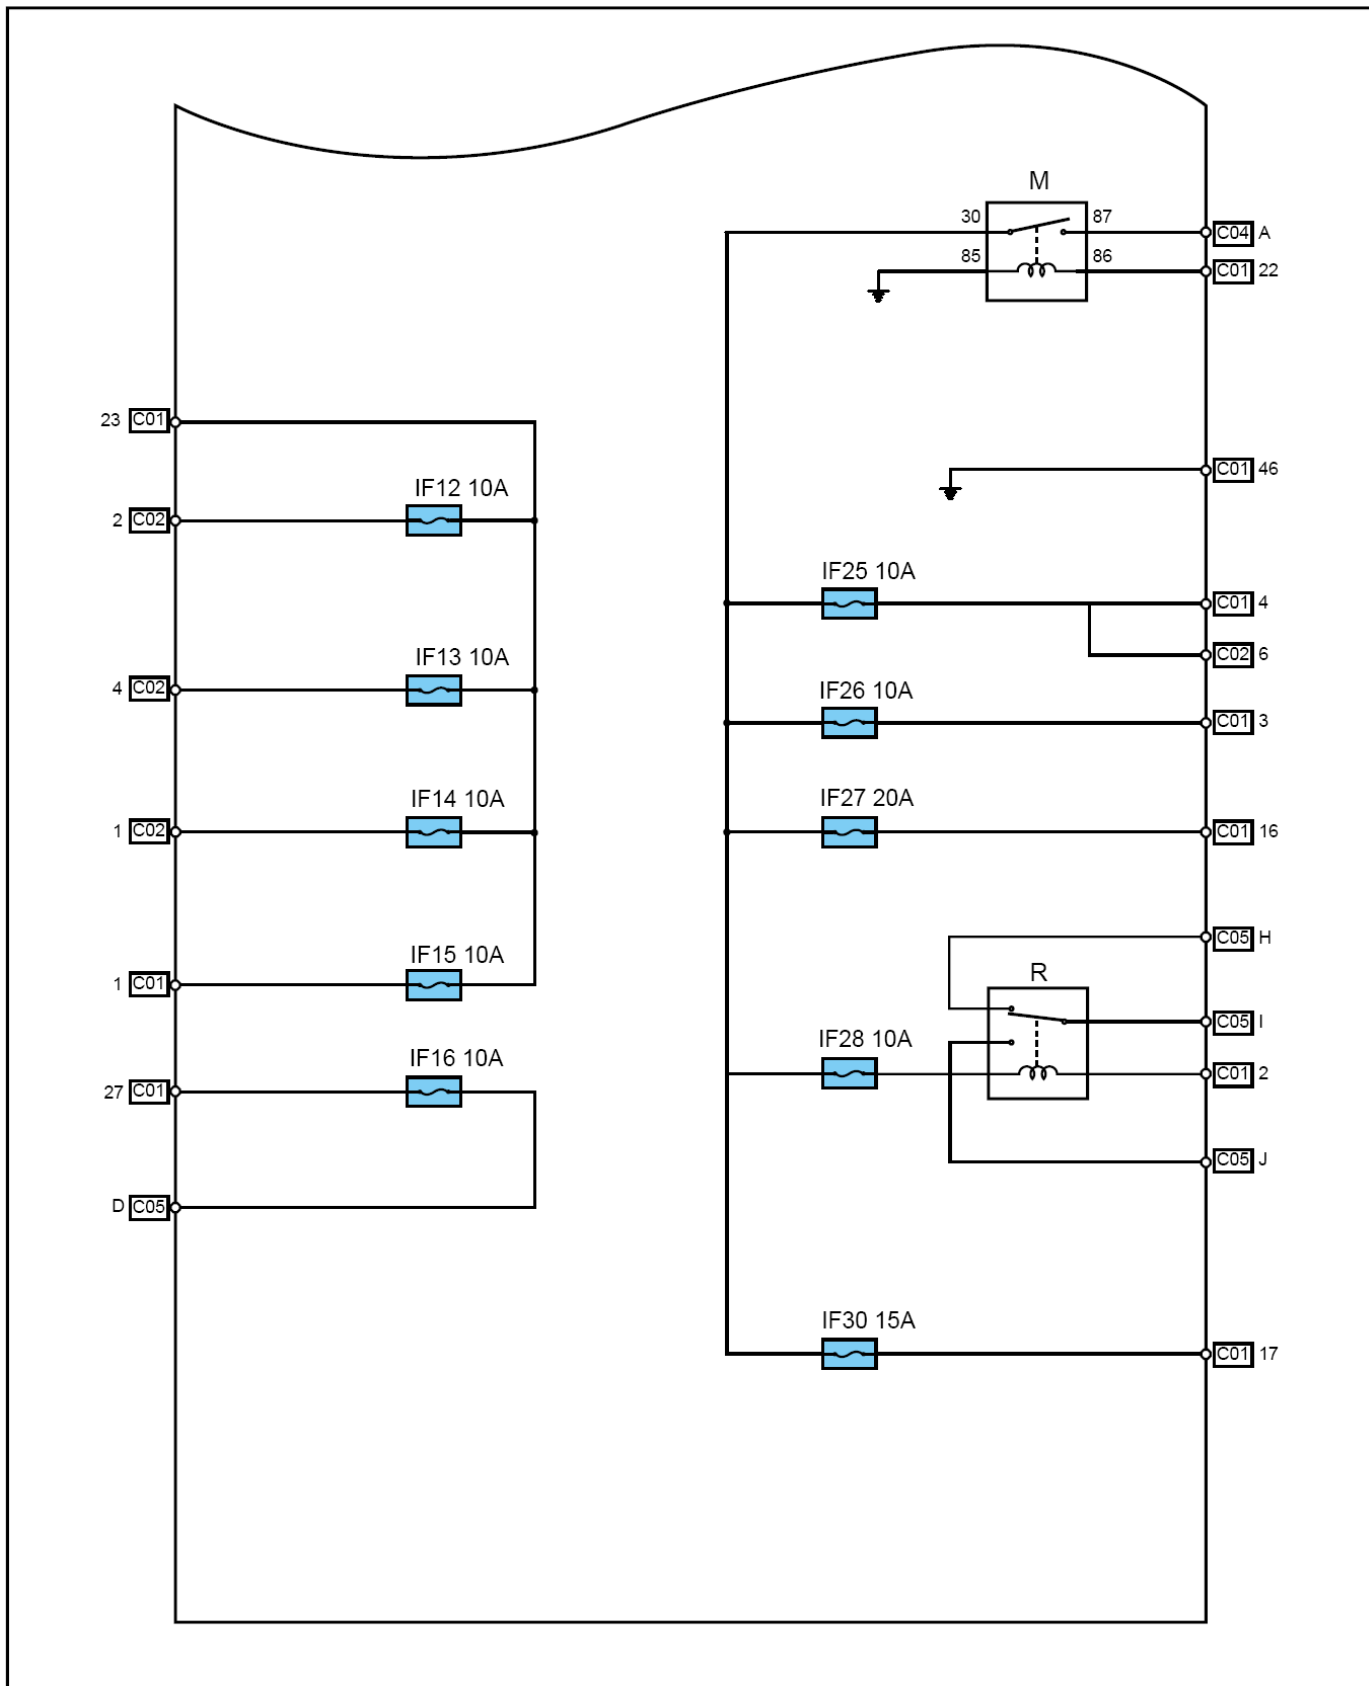 M
30 87
C04 A
85 86
C01 22
23 C01
C01 46
IF12 10A
2 C02
IF25 10A
C01 4
C02 6
IF13 10A
4 C02
IF26 10A
C01 3
IF14 10A
IF27 20A
1 C02
C01 16
C05 H
IF15 10A
R
1 C01
C05 I
IF28 10A
IF16 10A
C01 2
27 C01
C05 J
D C05
IF30 15A
C01 17